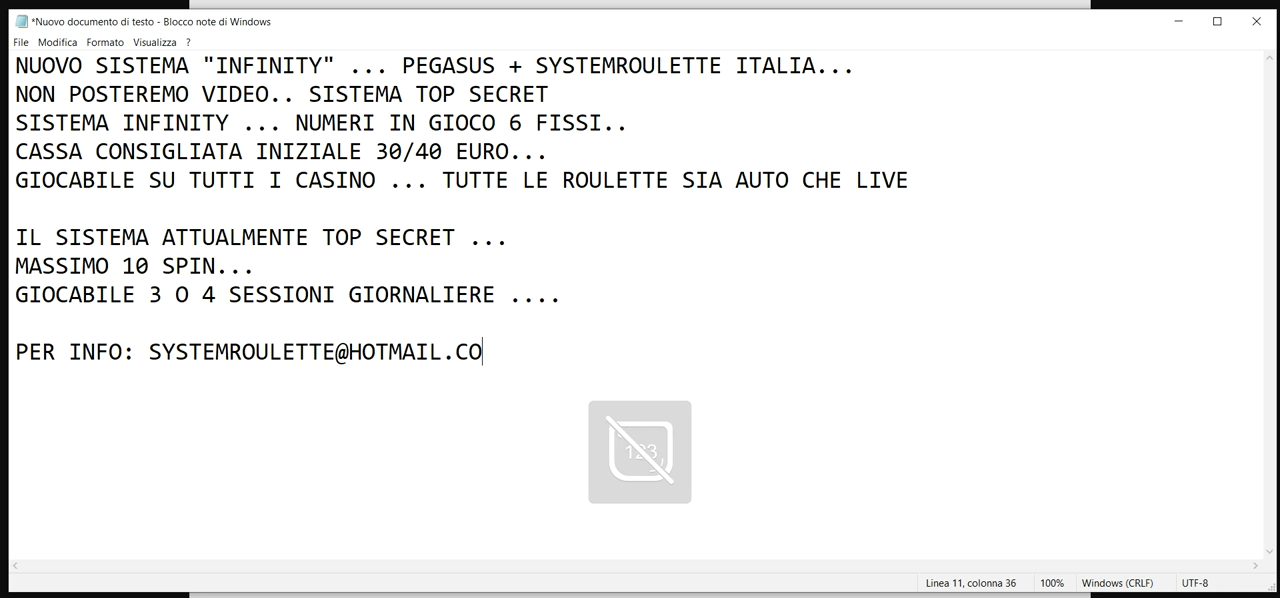 *Nuovo documento di testo - Blocco note di Windows
File Modifica Formato Visualizza ?
NUOVO SISTEMA "INFINITY" ... PEGASUS + SYSTEMROULETTE ITALIA...
NON POSTEREMO VIDEO.. SISTEMA TOP SECRET
SISTEMA INFINITY ... NUMERI IN GIOCO 6 FISSI..
CASSA CONSIGLIATA INIZIALE 30/40 EURO...
GIOCABILE SU TUTTI I CASINO ... TUTTE LE ROULETTE SIA AUTO CHE LIVE
IL SISTEMA ATTUALMENTE TOP SECRET ...
MASSIMO 10 SPIN...
GIOCABILE 3 O 4 SESSIONI GIORNALIERE ....
PER INFO: SYSTEMROULETTE@HOTMAIL.CO
123
Linea 11, colonna 36 100% Windows (CRLF) UTF-8